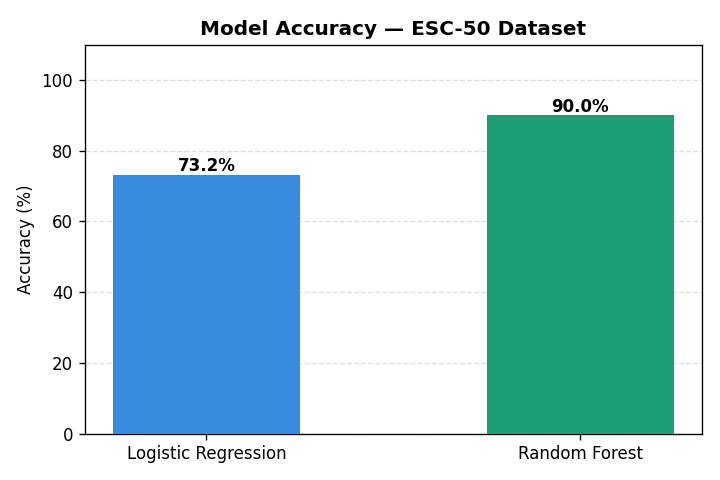 Model Accuracy — ESC-50 Dataset
Accuracy (%)
100
80
60
40
20
0
73.2%
90.0%
Logistic Regression
Random Forest